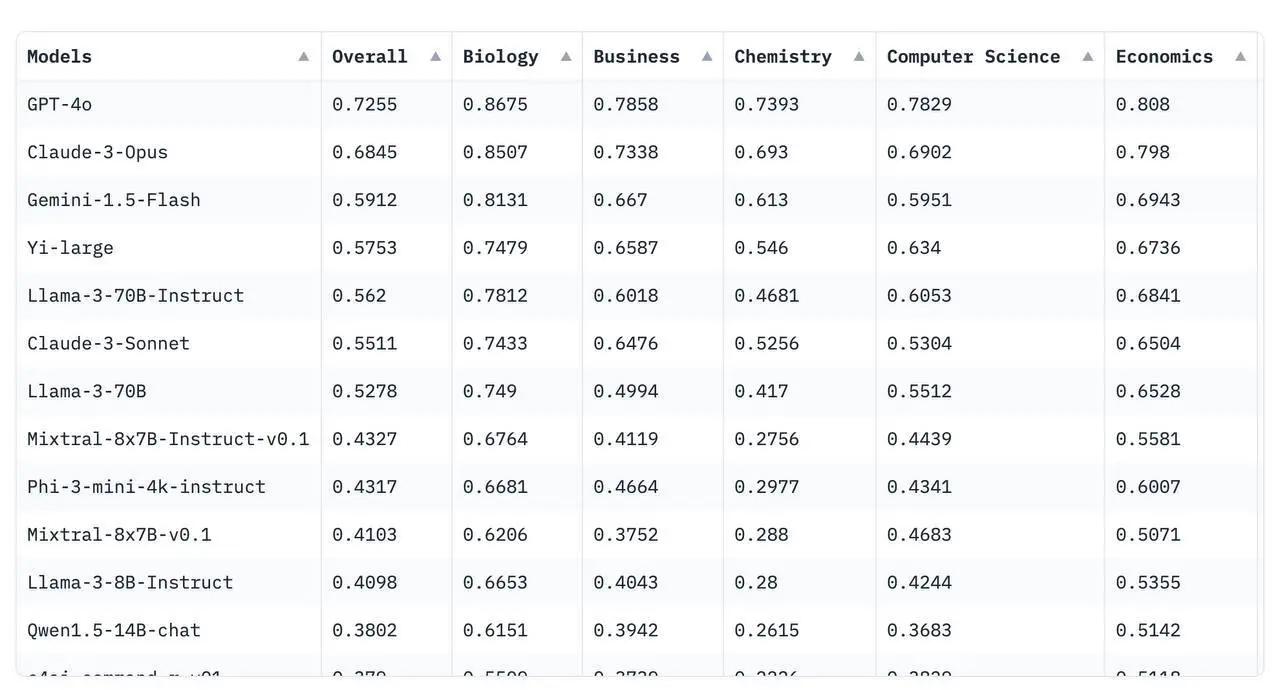 Models Overall Biology Business Chemistry Computer Science Economics
GPT-4o 0.7255 0.8675 0.7858 0.7393 0.7829 0.808
Claude-3-Opus 0.6845 0.8507 0.7338 0.693 0.6902 0.798
Gemini-1.5-Flash 0.5912 0.8131 0.667 0.613 0.5951 0.6943
Yi-large 0.5753 0.7479 0.6587 0.546 0.634 0.6736
Llama-3-70B-Instruct 0.562 0.7812 0.6018 0.4681 0.6053 0.6841
Claude-3-Sonnet 0.5511 0.7433 0.6476 0.5256 0.5304 0.6504
Llama-3-70B 0.5278 0.749 0.4994 0.417 0.5512 0.6528
Mixtral-8x7B-Instruct-v0.1 0.4327 0.6764 0.4119 0.2756 0.4439 0.5581
Phi-3-mini-4k-instruct 0.4317 0.6681 0.4664 0.2977 0.4341 0.6007
Mixtral-8x7B-v0.1 0.4103 0.6206 0.3752 0.288 0.4683 0.5071
Llama-3-8B-Instruct 0.4098 0.6653 0.4043 0.28 0.4244 0.5355
Qwen1.5-14B-chat 0.3802 0.6151 0.3942 0.2615 0.3683 0.5142